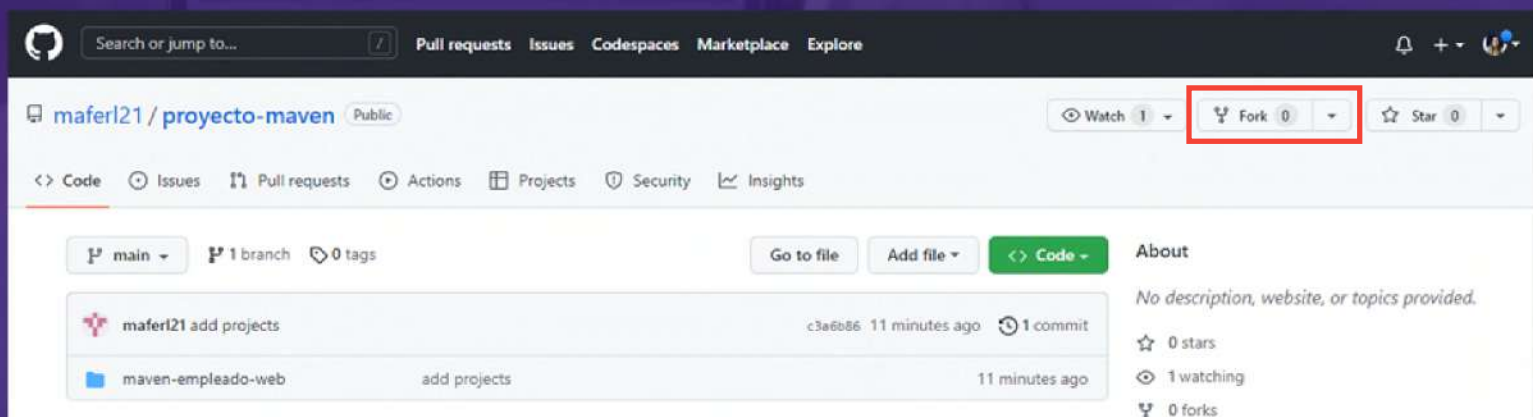 Search or jump to... / Pull requests Issues Codespaces Marketplace Explore
maferl21 / proyecto-maven Public Watch 1 Fork 0 Star 0
<> Code Issues Pull requests Actions Projects Security Insights
main 1 branch 0 tags Go to file Add file <> Code
About
No description, website, or topics provided.
maferl21 add projects c3a6b86 11 minutes ago 1 commit
0 stars
maven-empleado-web add projects 11 minutes ago
1 watching
0 forks